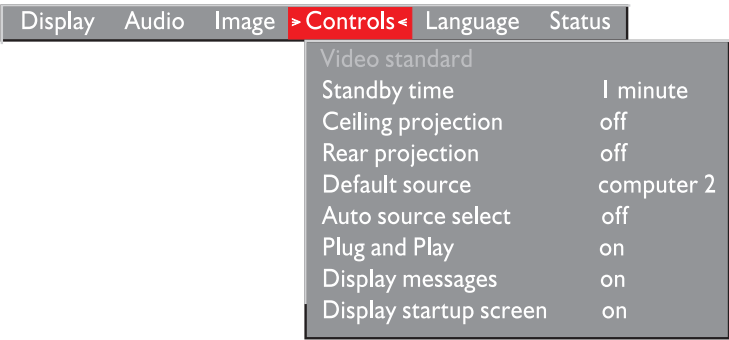 Display Audio Image >Controls< Language Status
Video standard
Standby time 1 minute
Ceiling projection off
Rear projection off
Default source computer 2
Auto source select off
Plug and Play on
Display messages on
Display startup screen on